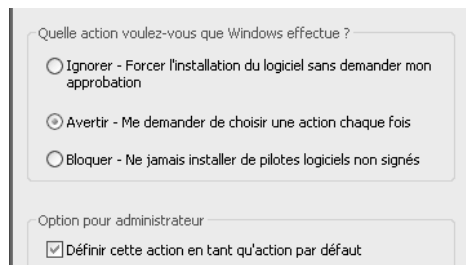 Quelle action voulez-vous que Windows effectue ?
Ignorer - Forcer l'installation du logiciel sans demander mon
approbation
Avertir - Me demander de choisir une action chaque fois
Bloquer - Ne jamais installer de pilotes logiciels non signés
Option pour administrateur
Définir cette action en tant qu'action par défaut